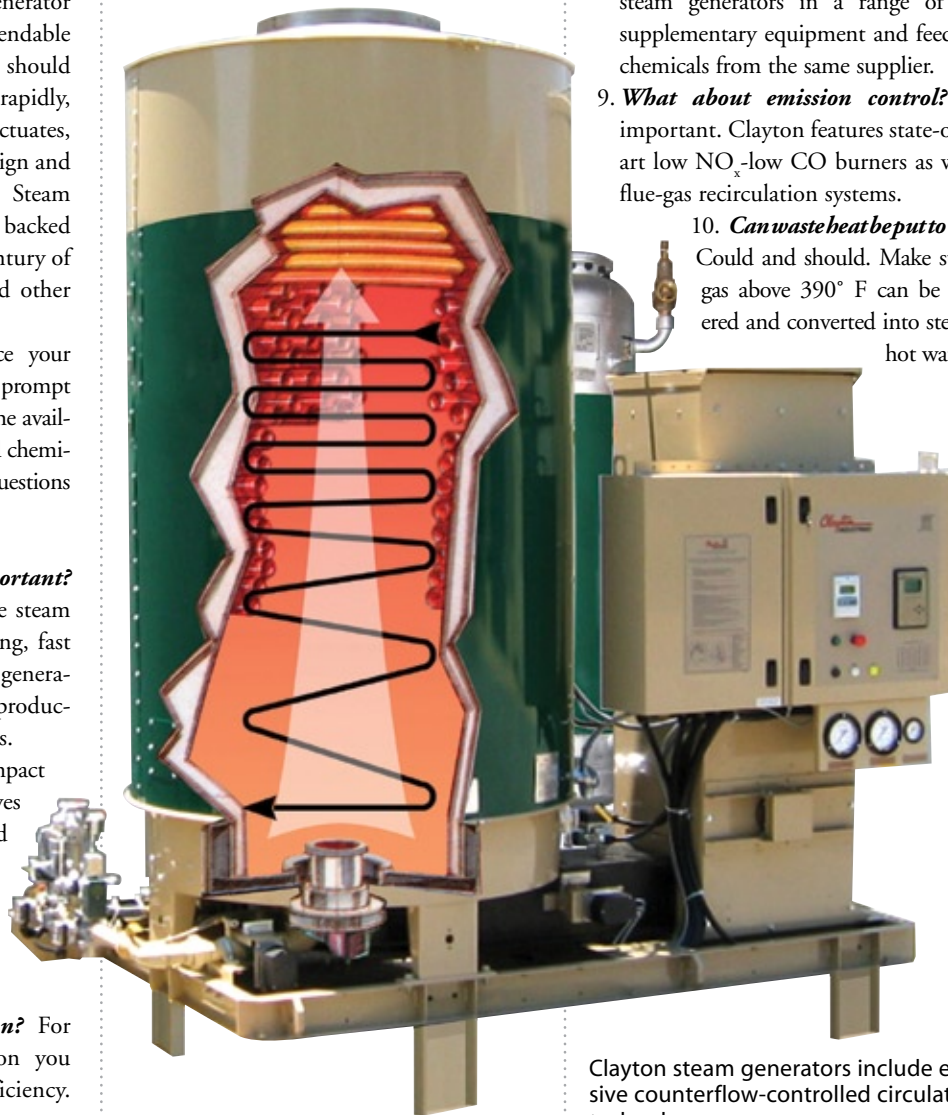 generator
endable
should
rapidly,
ctuates,
ign and
Steam
backed
ntury of
d other
ce your
prompt
ne avail-
chemi-
uestions
ortant?
e steam
ng, fast
genera-
produc-
s.
npact
ves
d
n? For
on you
iciency.
steam generators in a range of
supplementary equipment and feed
chemicals from the same supplier.
9. What about emission control?
important. Clayton features state-o
art low NOx-low CO burners as w
flue-gas recirculation systems.
10. Can waste heat be put to
Could and should. Make s
gas above 390° F can be
ered and converted into ste
hot wa
Clayton
Clayton steam generators include e
sive counterflow-controlled circulat